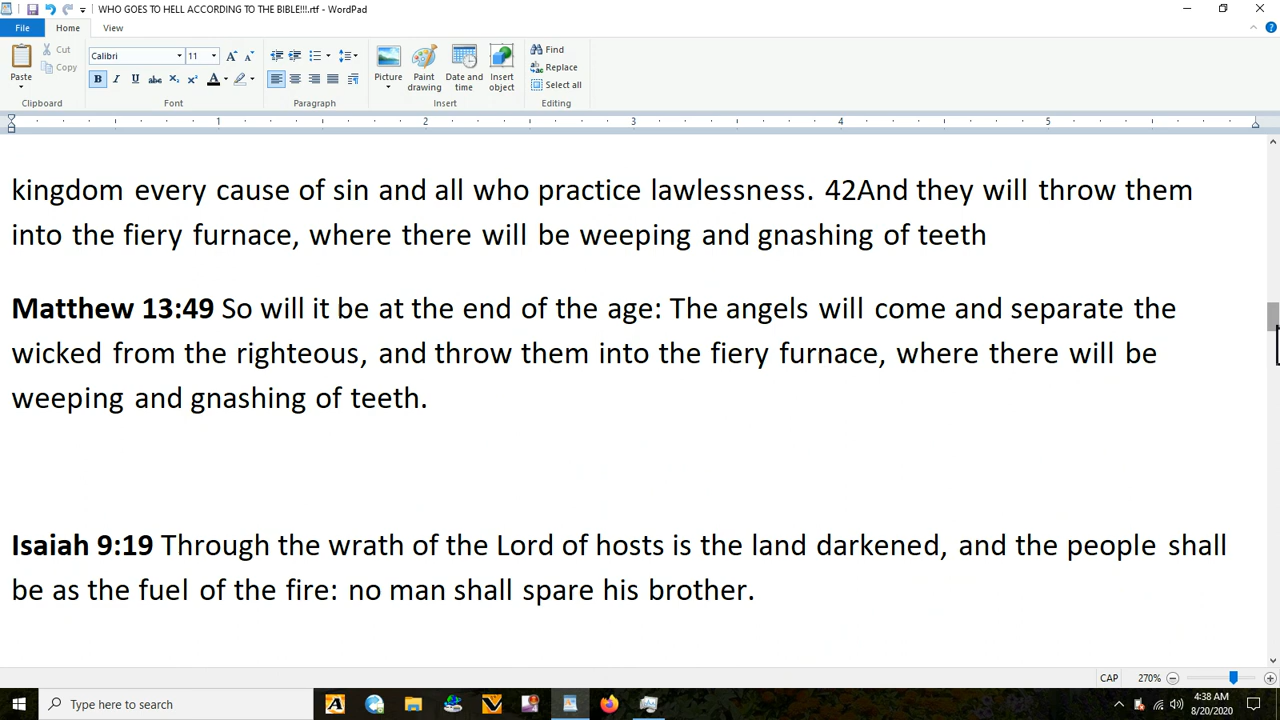 WHO GOES TO HELL ACCORDING TO THE BIBLE!!!.rtf - WordPad
File Home View
Calibri 11
Cut
Copy
Paste
Find
Replace
Select all
Picture
Paint drawing
Date and time
Insert object
Clipboard Font Paragraph Insert Editing
1 2 3 4 5
kingdom every cause of sin and all who practice lawlessness. 42And they will throw them
into the fiery furnace, where there will be weeping and gnashing of teeth
Matthew 13:49 So will it be at the end of the age: The angels will come and separate the
wicked from the righteous, and throw them into the fiery furnace, where there will be
weeping and gnashing of teeth.
Isaiah 9:19 Through the wrath of the Lord of hosts is the land darkened, and the people shall
be as the fuel of the fire: no man shall spare his brother.
CAP 270%
Type here to search
4:38 AM
8/20/2020